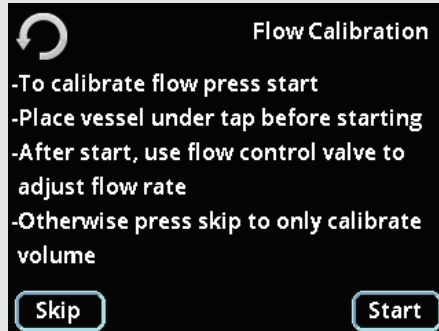 Flow Calibration
-To calibrate flow press start
-Place vessel under tap before starting
-After start, use flow control valve to
adjust flow rate
-Otherwise press skip to only calibrate
volume
Skip
Start